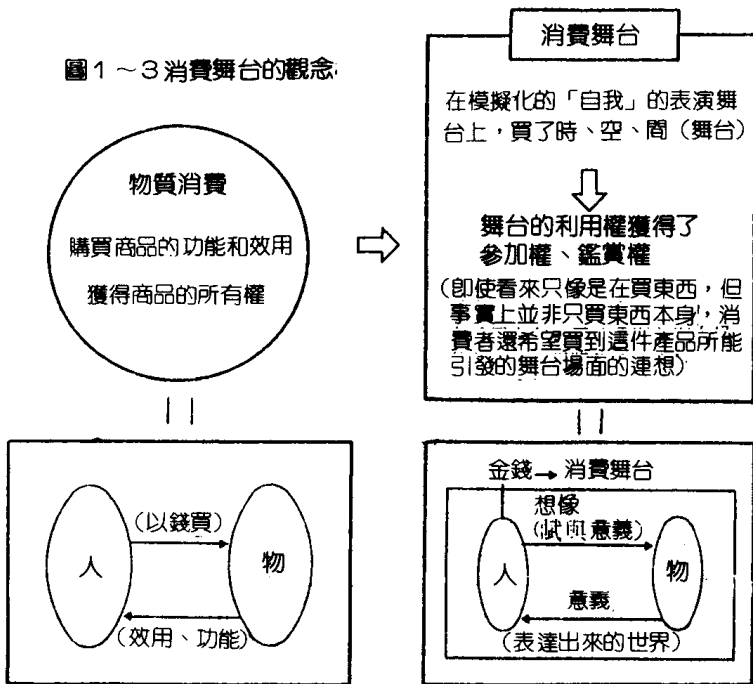 圖1～3消費舞台的觀念
物質消費
購買商品的功能和效用
獲得商品的所有權
消費舞台
在模擬化的「自我」的表演舞
台上，買了時、空、間（舞台）
舞台的利用權獲得了
參加權、鑑賞權
（即使看來只像是在買東西，但
事實上並非只買東西本身，消
費者還希望買到這件產品所能
引發的舞台場面的連想）
人
（以錢買）
物
（效用、功能）
金錢→消費舞台
想像
（賦與意義）
人
物
意義
（表達出來的世界）